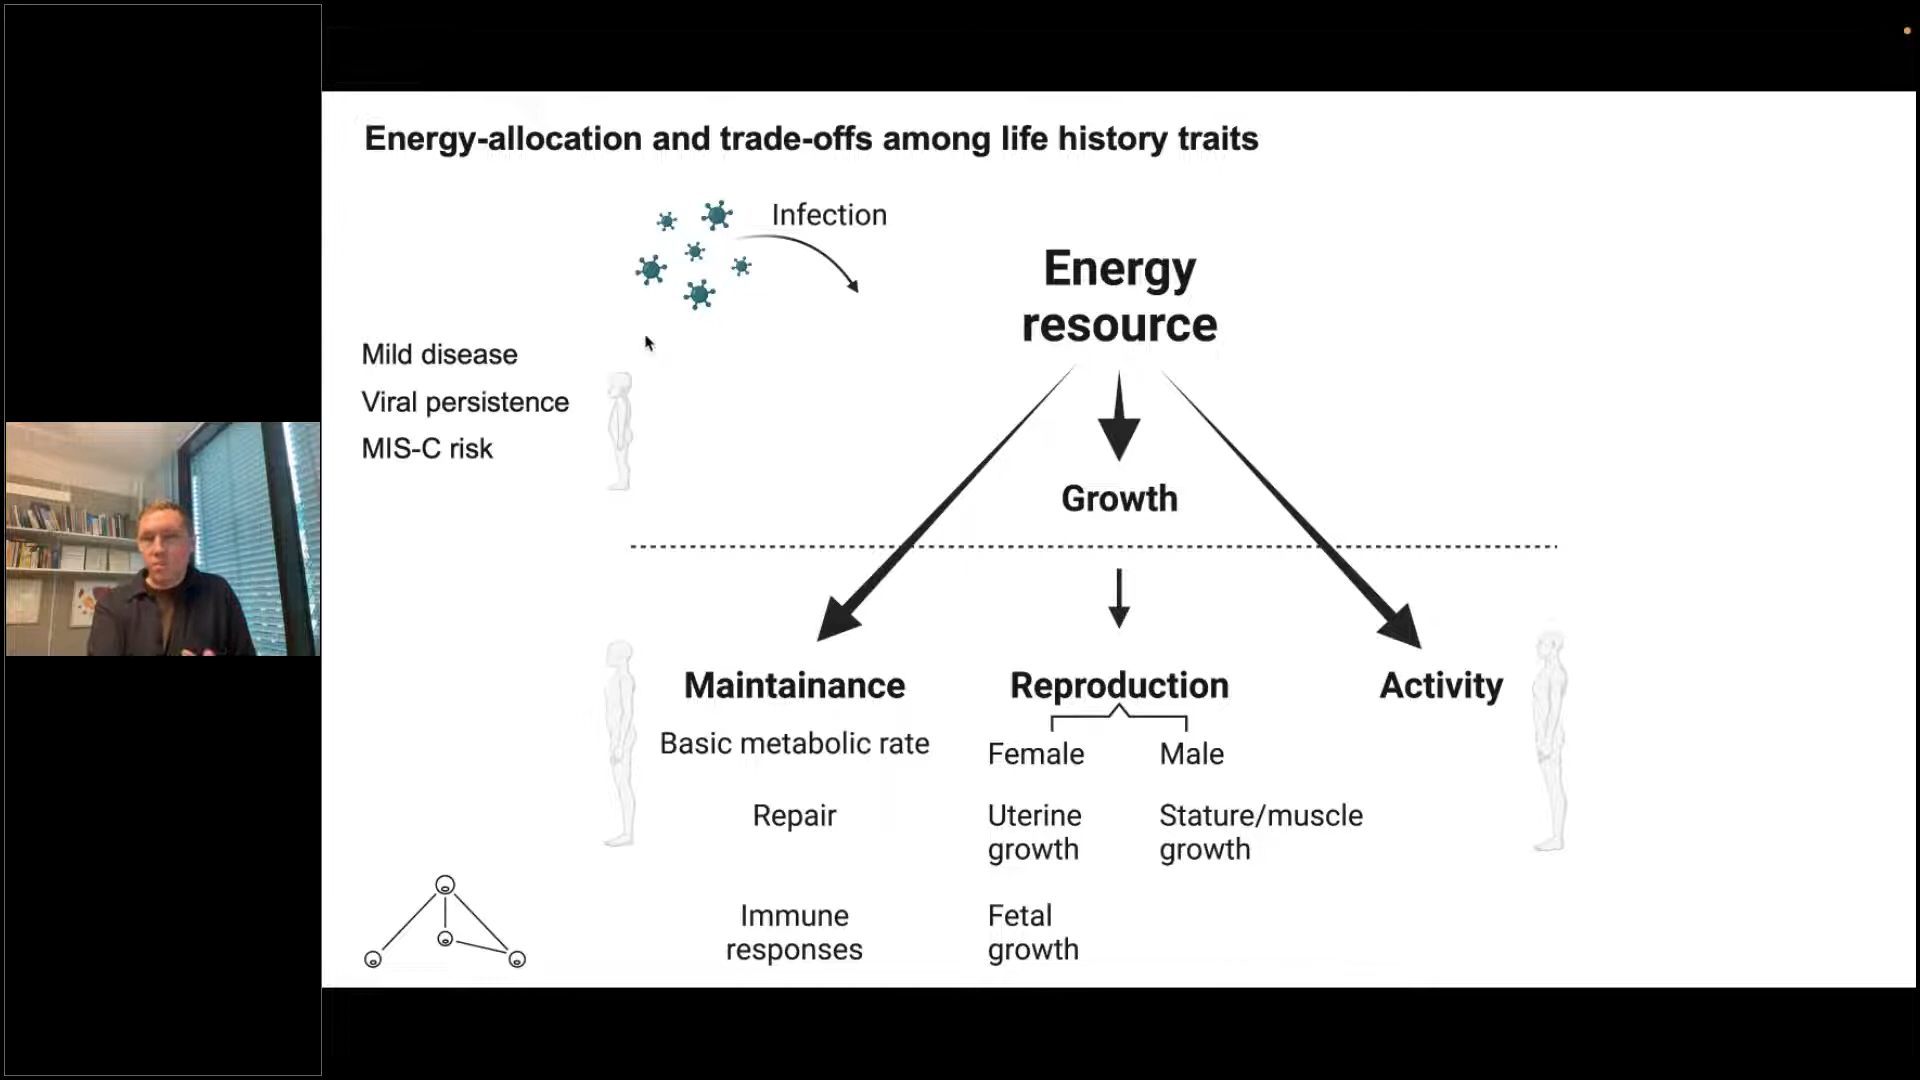 Energy-allocation and trade-offs among life history traits
Infection
Energy
resource
Mild disease
Viral persistence
MIS-C risk
Growth
Maintainance
Basic metabolic rate
Repair
Immune
responses
Reproduction
Female
Uterine
growth
Fetal
growth
Male
Stature/muscle
growth
Activity